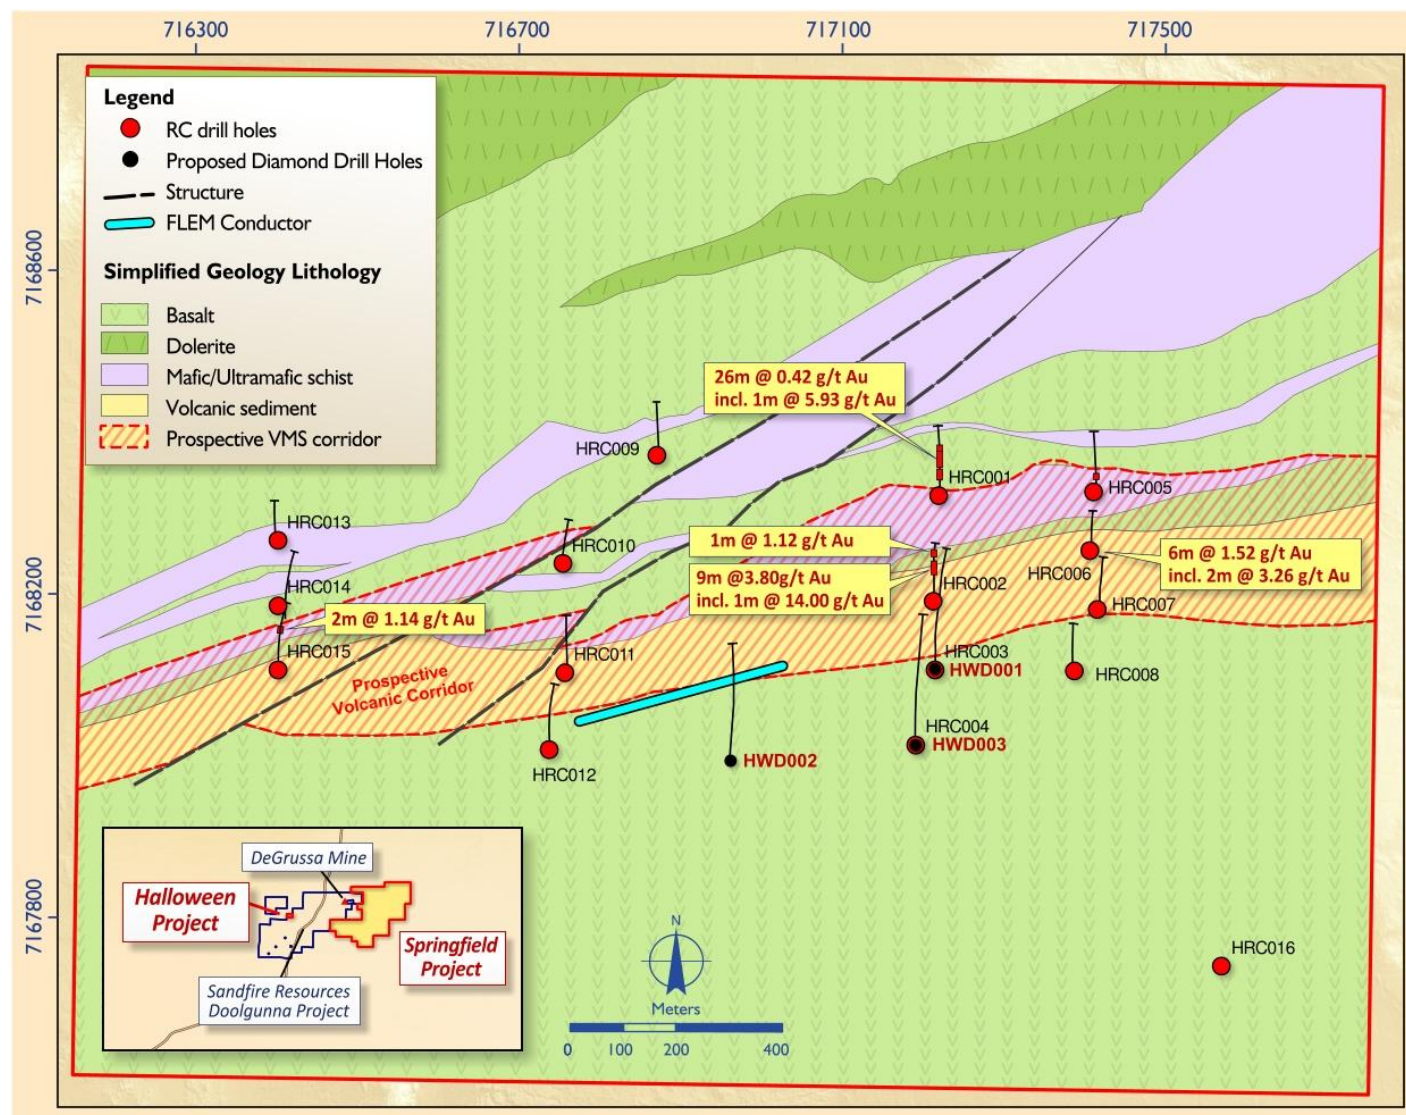 716300
716700
717100
717500
7168600
7168200
7167800
Legend
RC drill holes
Proposed Diamond Drill Holes
Structure
FLEM Conductor
Simplified Geology Lithology
Basalt
Dolerite
Mafic/Ultramafic schist
Volcanic sediment
Prospective VMS corridor
26m @ 0.42 g/t Au
incl. 1m @ 5.93 g/t Au
HRC009
HRC001
HRC005
HRC013
HRC010
1m @ 1.12 g/t Au
6m @ 1.52 g/t Au
incl. 2m @ 3.26 g/t Au
HRC006
9m @3.80g/t Au
incl. 1m @ 14.00 g/t Au
HRC002
HRC014
HRC007
2m @ 1.14 g/t Au
HRC015
HRC011
HRC003
HWD001
HRC008
Prospective
Volcanic Corridor
HRC004
HWD003
HWD002
HRC012
DeGrussa Mine
Halloween
Project
Springfield
Project
Sandfire Resources
Doolgunna Project
N
Meters
0 100 200 400
HRC016